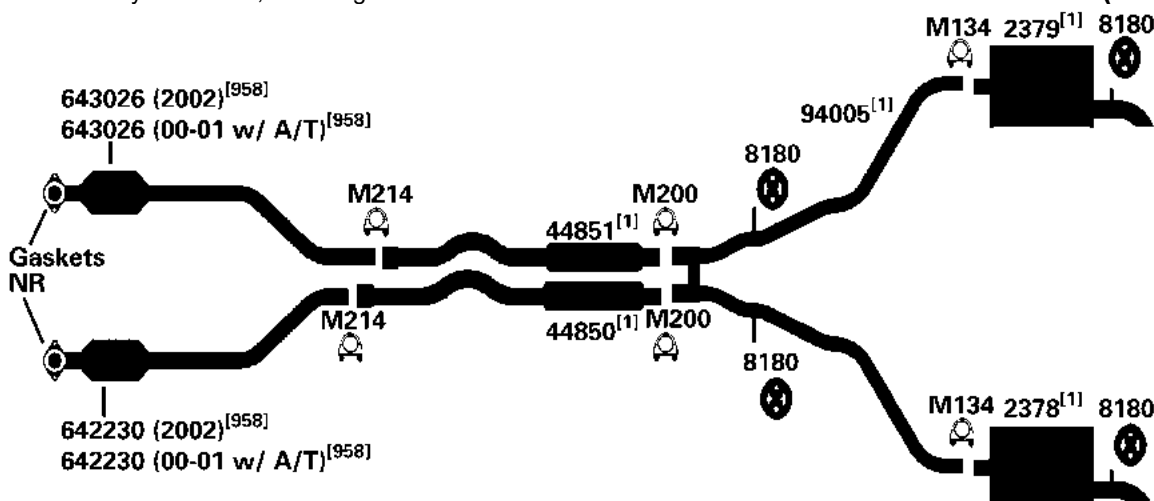 M134 2379[1] 8180
643026 (2002)[958]
643026 (00-01 w/ A/T)[958]
94005[1]
8180
M214
M200
44851[1]
Gaskets
NR
M214
44850[1]
M200
8180
M134 2378[1] 8180
642230 (2002)[958]
642230 (00-01 w/ A/T)[958]